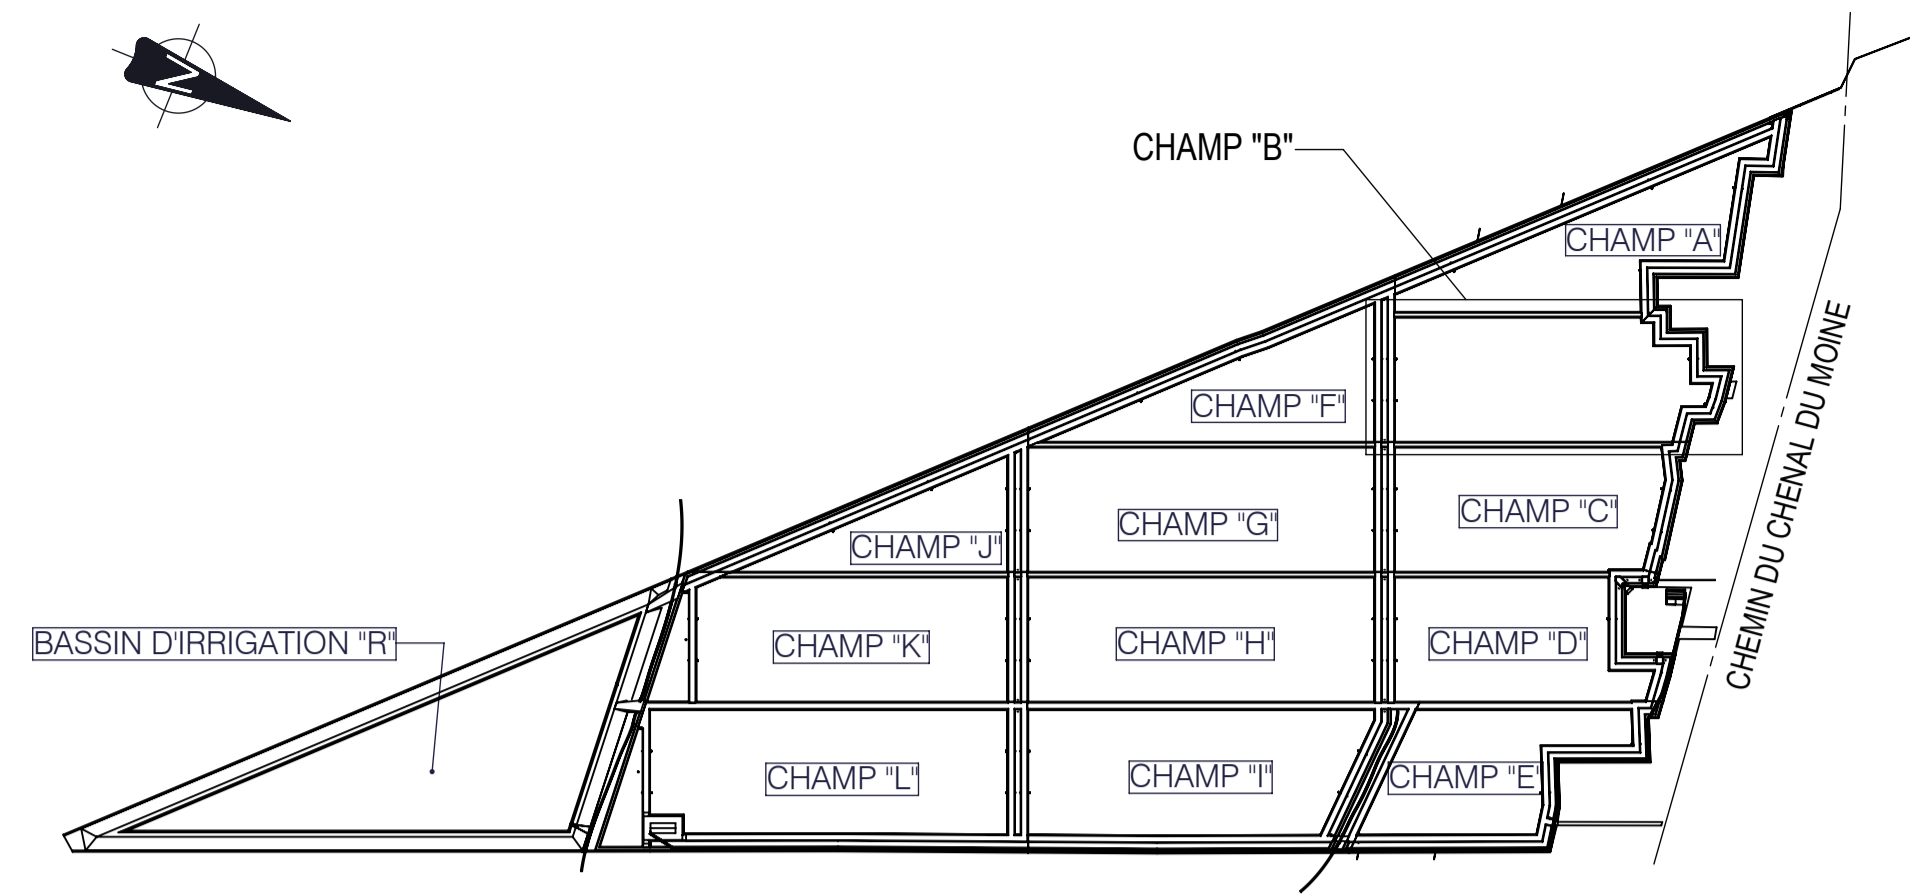 N
CHAMP "B"
CHAMP "A"
CHEMIN DU CHENAL DU MOINE
CHAMP "F"
CHAMP "G"
CHAMP "C"
CHAMP "J"
BASSIN D'IRRIGATION "R"
CHAMP "K"
CHAMP "H"
CHAMP "D"
CHAMP "L"
CHAMP "I"
CHAMP "E"